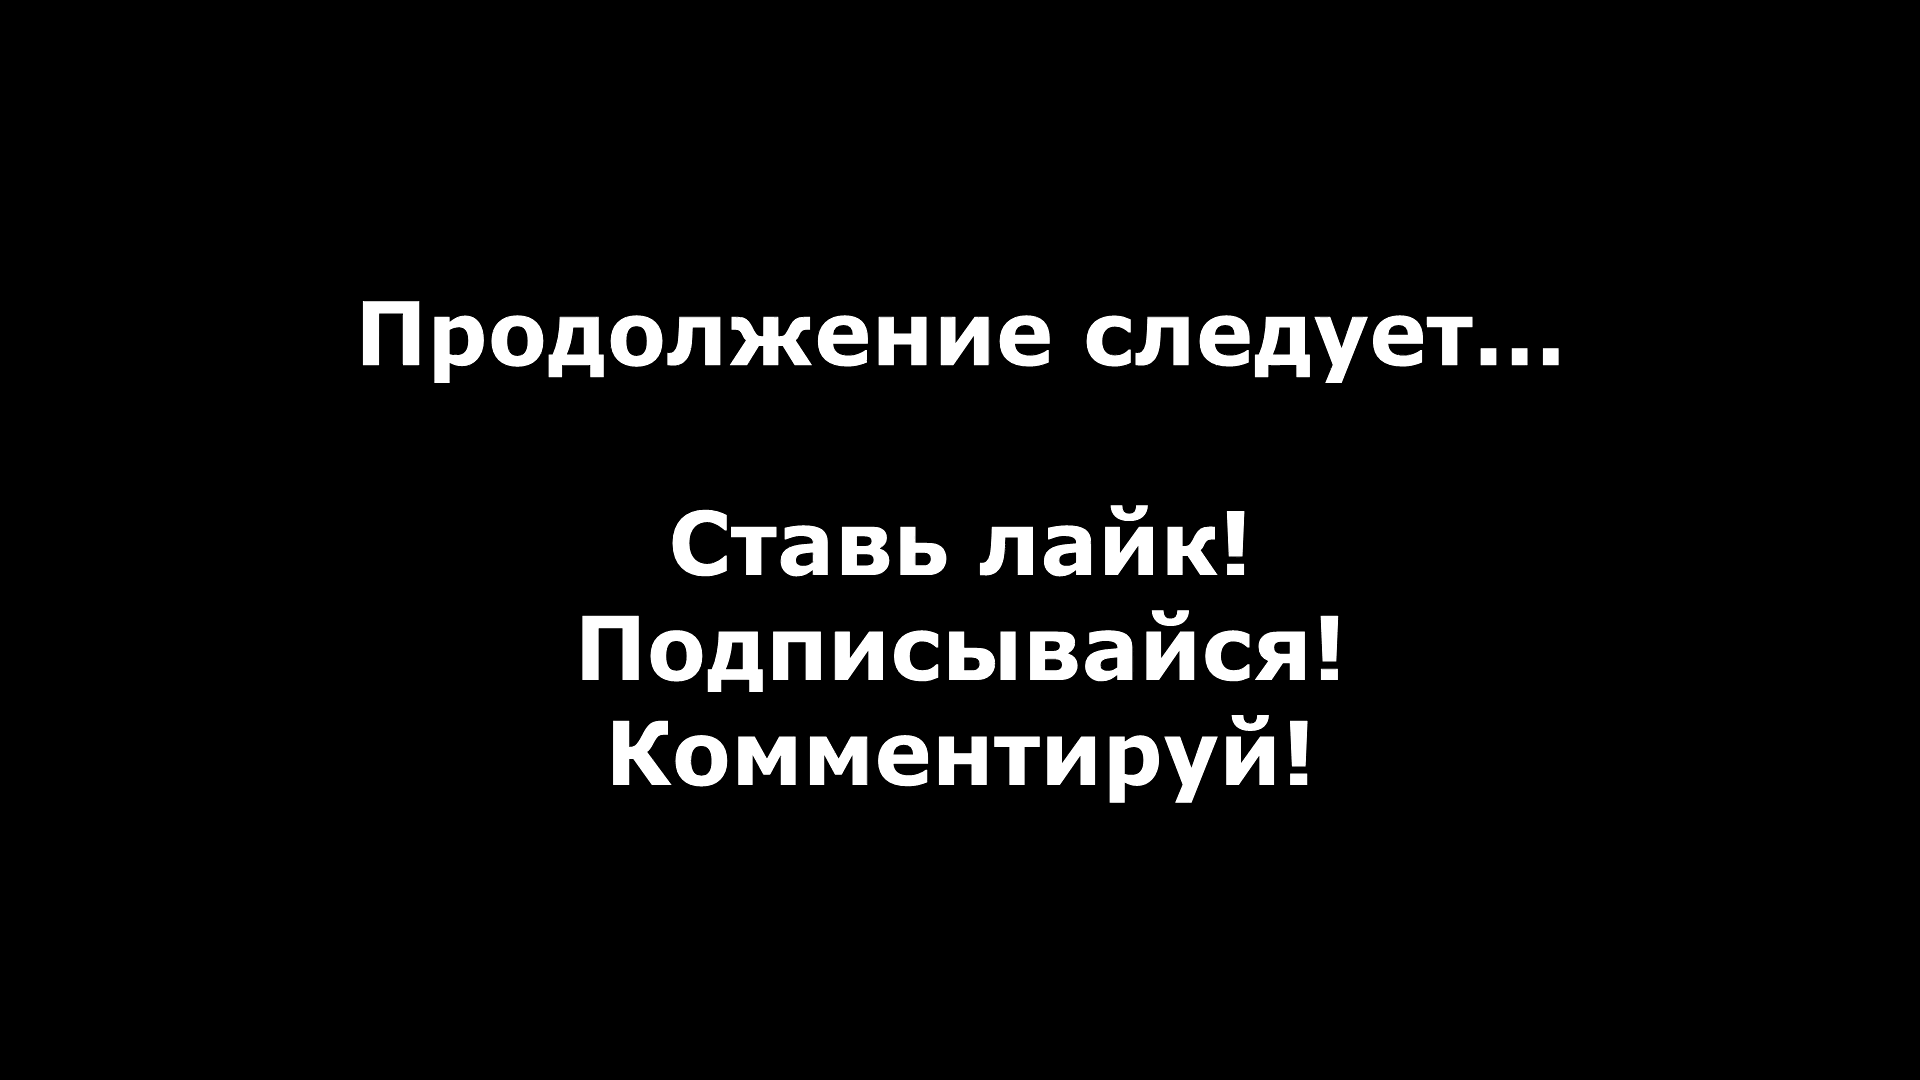 Продолжение следует...
Ставь лайк!
Подписывайся!
Комментируй!